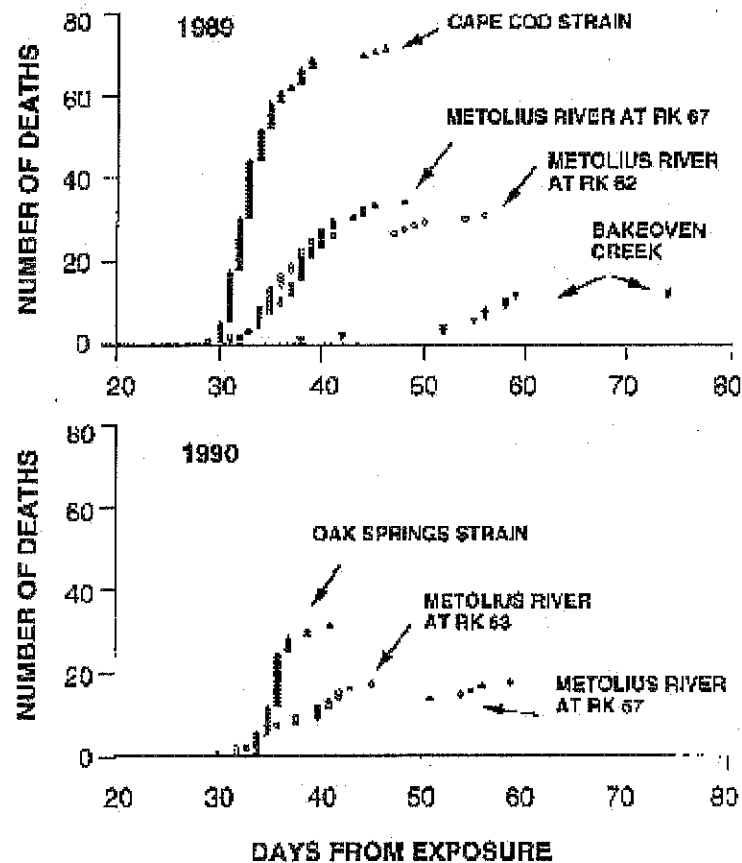 1989
CAPE COD STRAIN
METOLIUS RIVER AT RK 67
METOLIUS RIVER
AT RK 62
BAKEOVEN
CREEK
NUMBER OF DEATHS
80
60
40
20
0
20 30 40 50 60 70 80
1990
OAK SPRINGS STRAIN
METOLIUS RIVER
AT RK 63
METOLIUS RIVER
AT RK 57
NUMBER OF DEATHS
80
60
40
20
0
20 30 40 50 60 70 80
DAYS FROM EXPOSURE